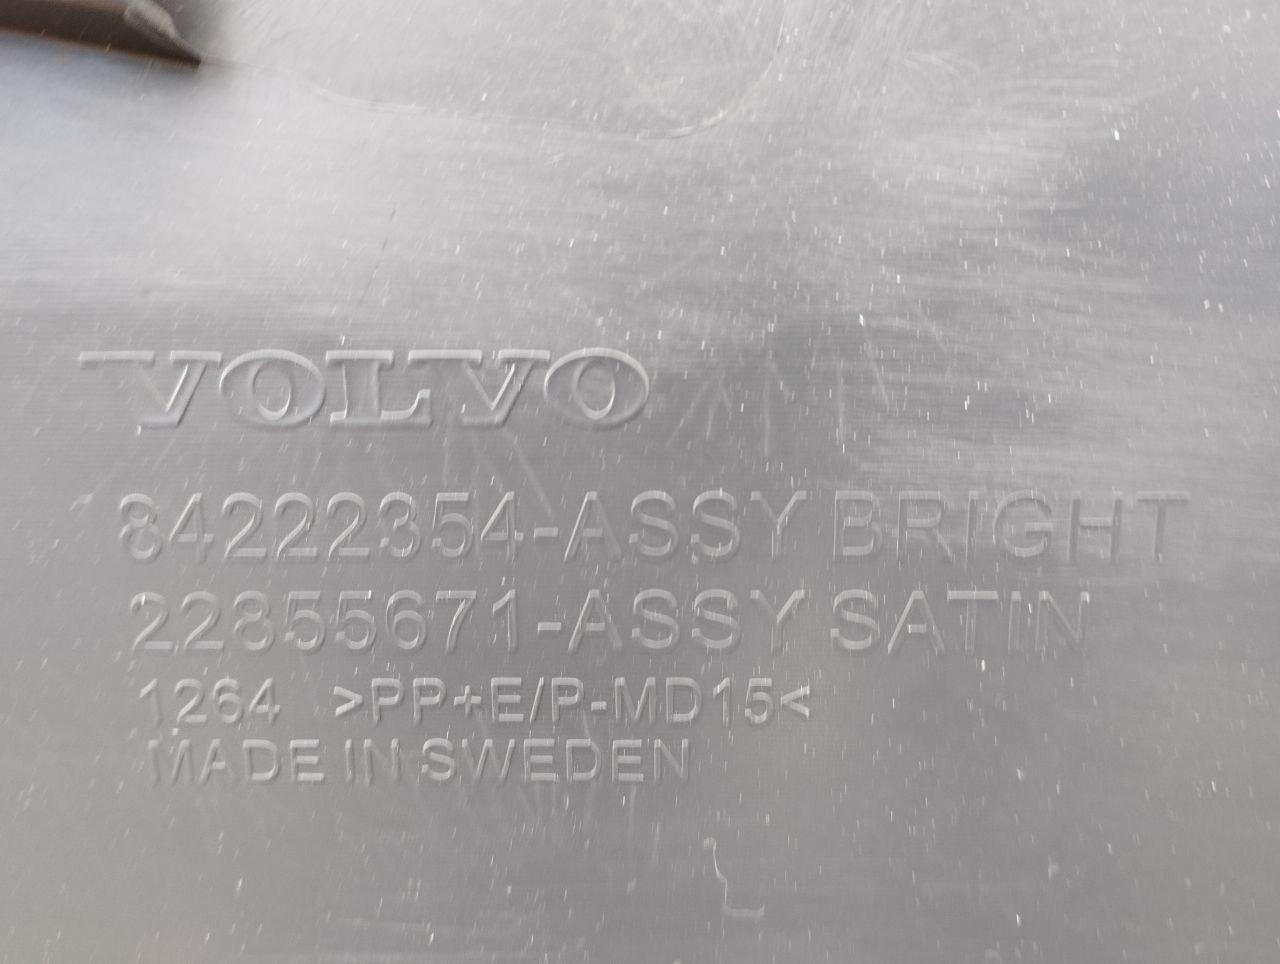 VOLVO
84222354-ASSY BRIGHT
22855671-ASSY SATIN
1264 >PP+E/P-MD15<
MADE IN SWEDEN